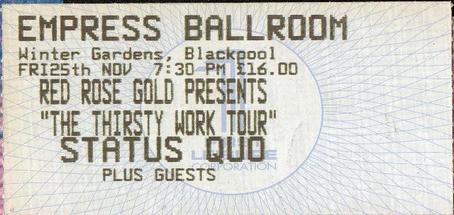 EMPRESS BALLROOM
Winter Gardens, Blackpool
FRI25th NOV 7:30 PM £16.00
RED ROSE GOLD PRESENTS
"THE THIRSTY WORK TOUR"
STATUS QUO
PLUS GUESTS
CORPORATION